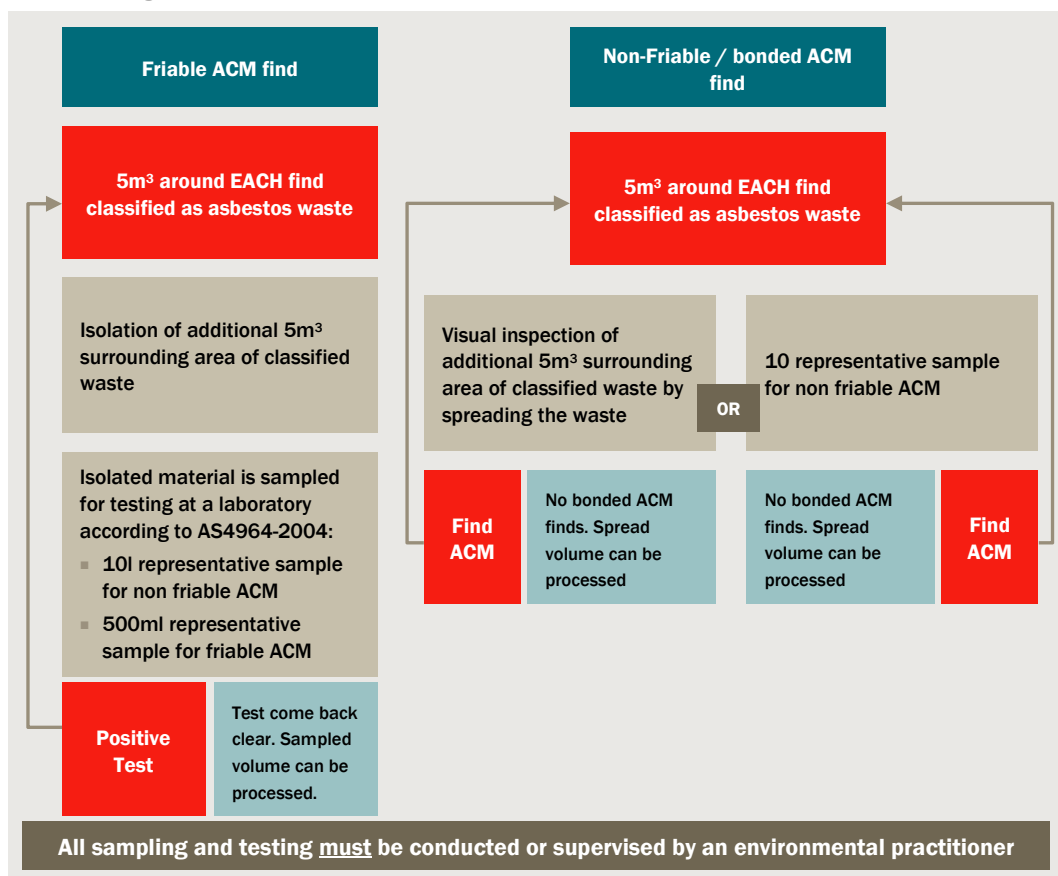 Friable ACM find
5m³ around EACH find
classified as asbestos waste
Isolation of additional 5m³
surrounding area of classified
waste
Isolated material is sampled
for testing at a laboratory
according to AS4964-2004:
▪ 10l representative sample
for non friable ACM
▪ 500ml representative
sample for friable ACM
Positive
Test
Test come back
clear. Sampled
volume can be
processed.
Non-Friable / bonded ACM
find
5m³ around EACH find
classified as asbestos waste
Visual inspection of
additional 5m³ surrounding
area of classified waste by
spreading the waste
OR
10 representative sample
for non friable ACM
Find
ACM
No bonded ACM
finds. Spread
volume can be
processed
No bonded ACM
finds. Spread
volume can be
processed
Find
ACM
All sampling and testing must be conducted or supervised by an environmental practitioner